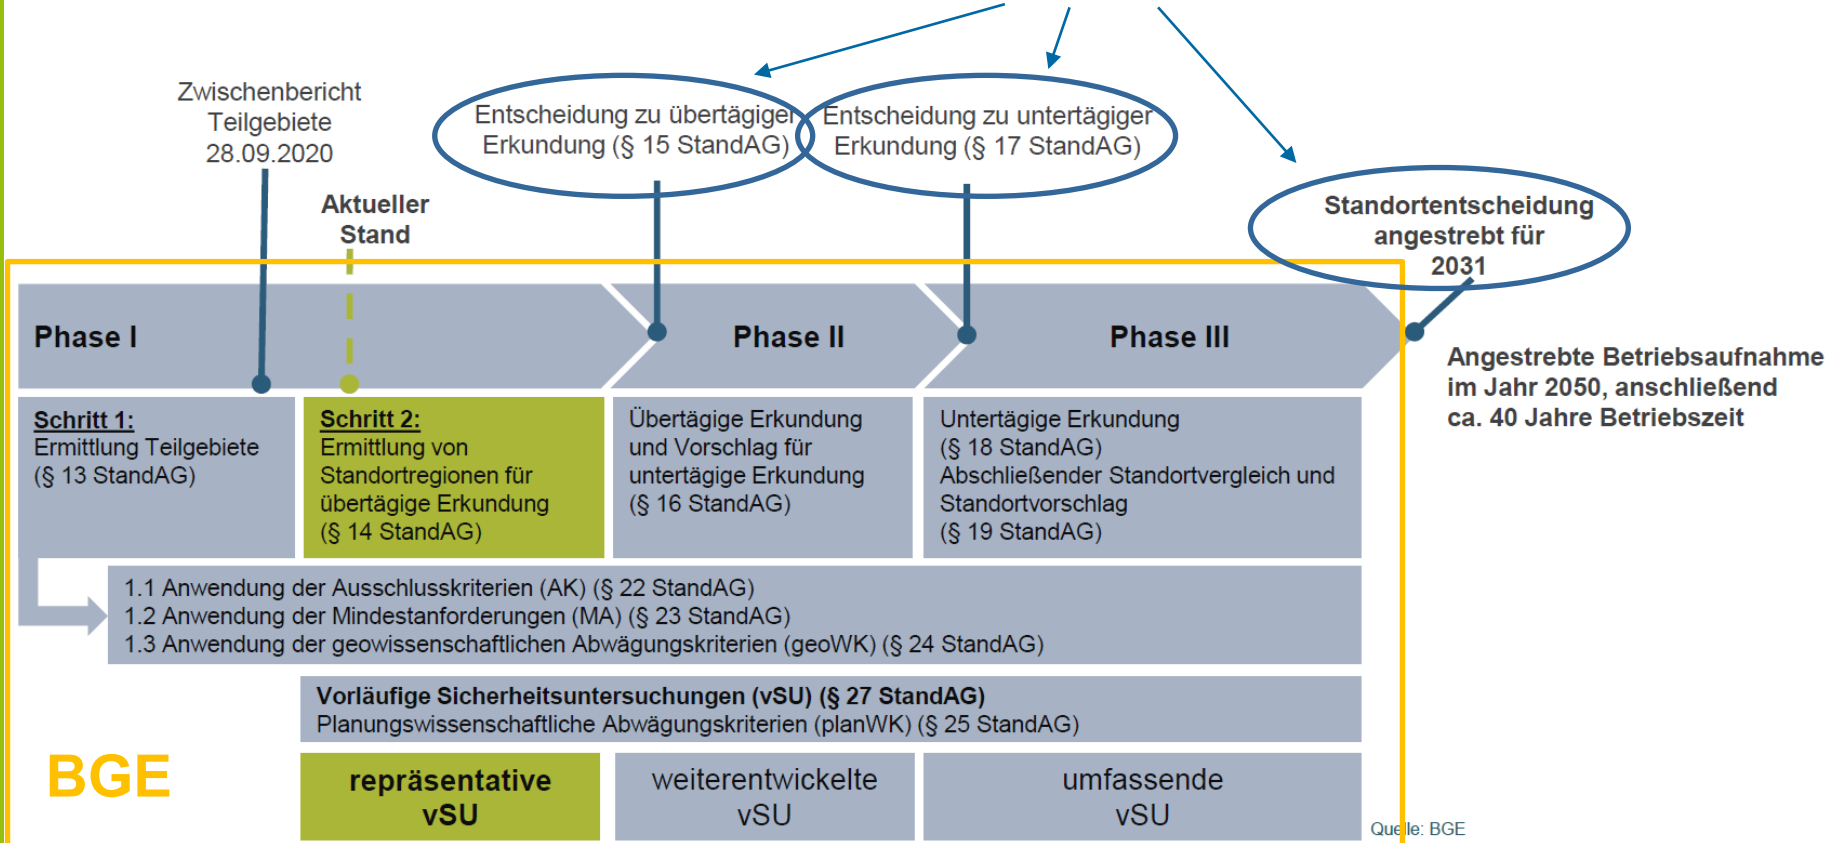 Zwischenbericht
Teilgebiete
28.09.2020
Aktueller
Stand
Entscheidung zu übertägiger
Erkundung (§ 15 StandAG)
Entscheidung zu untertägiger
Erkundung (§ 17 StandAG)
Standortentscheidung
angestrebt für
2031
Phase I
Phase II
Phase III
Angestrebte Betriebsaufnahme
im Jahr 2050, anschließend
ca. 40 Jahre Betriebszeit
Schritt 1:
Ermittlung Teilgebiete
(§ 13 StandAG)
Schritt 2:
Ermittlung von
Standortregionen für
übertägige Erkundung
(§ 14 StandAG)
Übertägige Erkundung
und Vorschlag für
untertägige Erkundung
(§ 16 StandAG)
Untertägige Erkundung
(§ 18 StandAG)
Abschließender Standortvergleich und
Standortvorschlag
(§ 19 StandAG)
1.1 Anwendung der Ausschlusskriterien (AK) (§ 22 StandAG)
1.2 Anwendung der Mindestanforderungen (MA) (§ 23 StandAG)
1.3 Anwendung der geowissenschaftlichen Abwägungskriterien (geoWK) (§ 24 StandAG)
Vorläufige Sicherheitsuntersuchungen (vSU) (§ 27 StandAG)
Planungswissenschaftliche Abwägungskriterien (planWK) (§ 25 StandAG)
BGE
repräsentative
vSU
weiterentwickelte
vSU
umfassende
vSU
Quelle: BGE